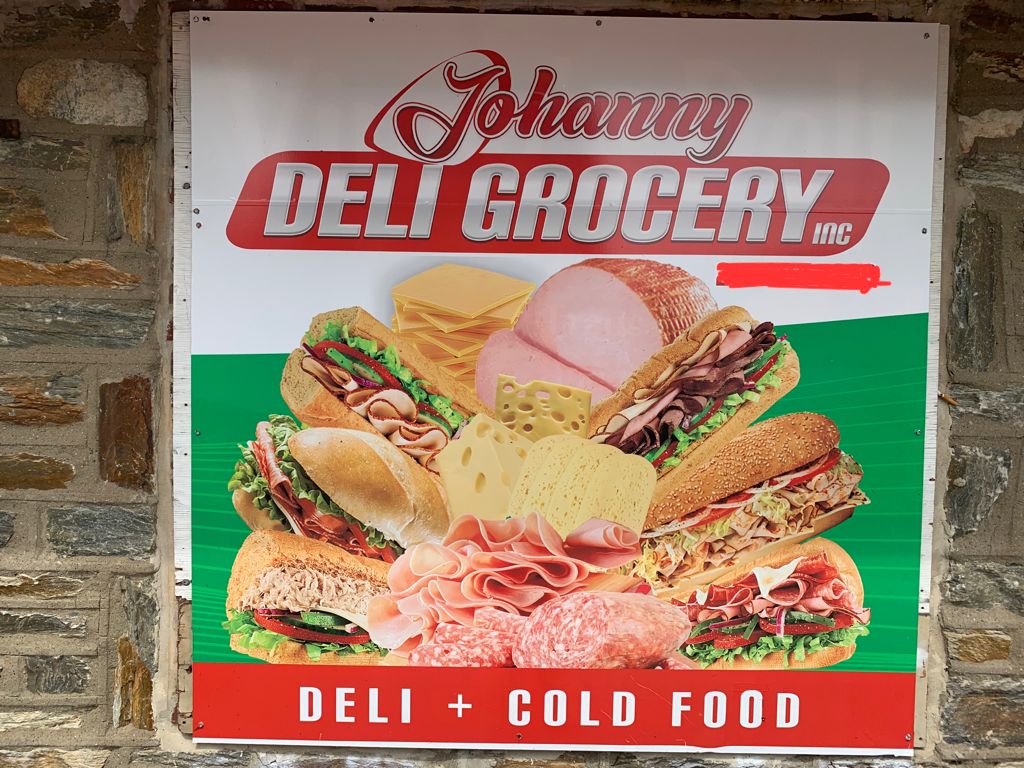 Johanny
DELI GROCERY INC
DELI + COLD FOOD